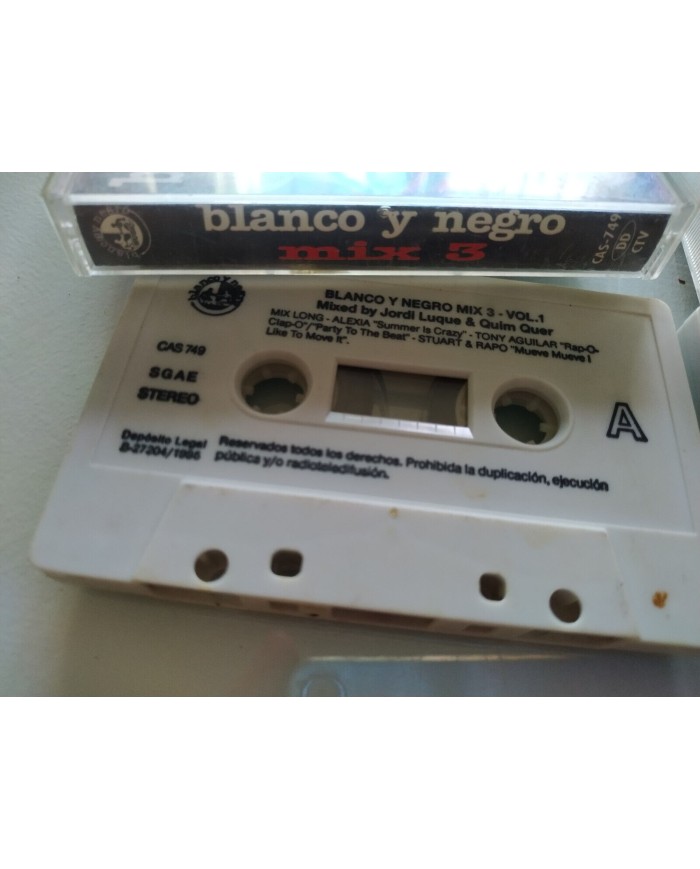 blanco y negro
mix 3
CAS-749
DD
CTV
blanco y negro
BLANCO Y NEGRO MIX 3 - VOL.1
Mixed by Jordi Luque & Quim Quer
MIX LONG - ALEXIA "Summer is Crazy" - TONY AGUILAR "Rap-O-
Clap-O"/"Party To The Beat" - STUART & RAPO "Mueve Mueve I
Like To Move It".
CAS 749
SGAE
STEREO
A
Depósito Legal
B-27204/1996
Reservados todos los derechos. Prohibida la duplicación, ejecución
pública y/o radioteledifusión.